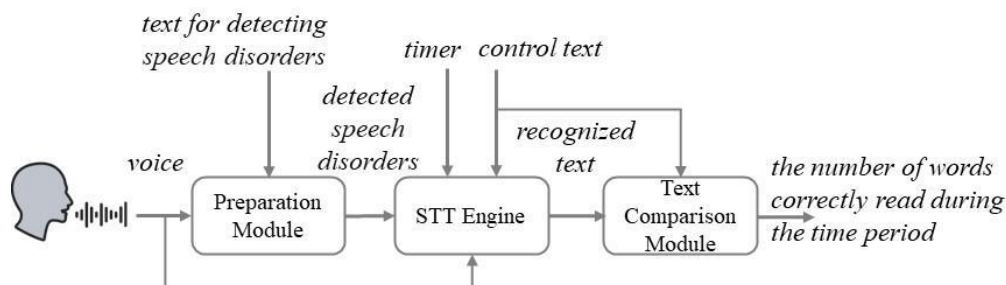 text for detecting
speech disorders
timer
control text
detected
speech
disorders
recognized
text
voice
the number of words
correctly read during
the time period
Preparation
Module
STT Engine
Text
Comparison
Module